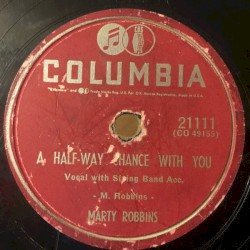 COLUMBIA
21111
(CO 49155)
A HALF-WAY CHANCE WITH YOU
Vocal with String Band Acc.
- M. Robbins -
MARTY ROBBINS